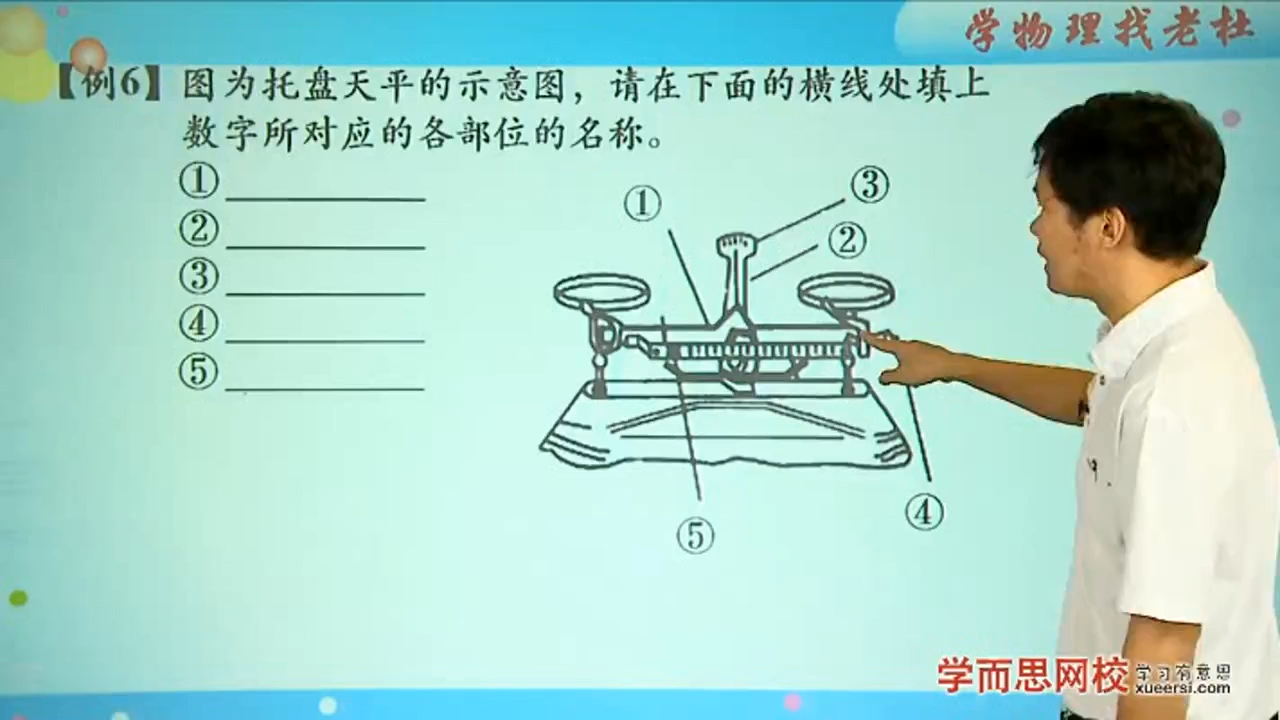 学物理找老杜
【例6】图为托盘天平的示意图，请在下面的横线处填上
数字所对应的各部位的名称。
①
②
③
④
⑤
①
③
②
④
⑤
学而思网校 学习有意思
xueersi.com